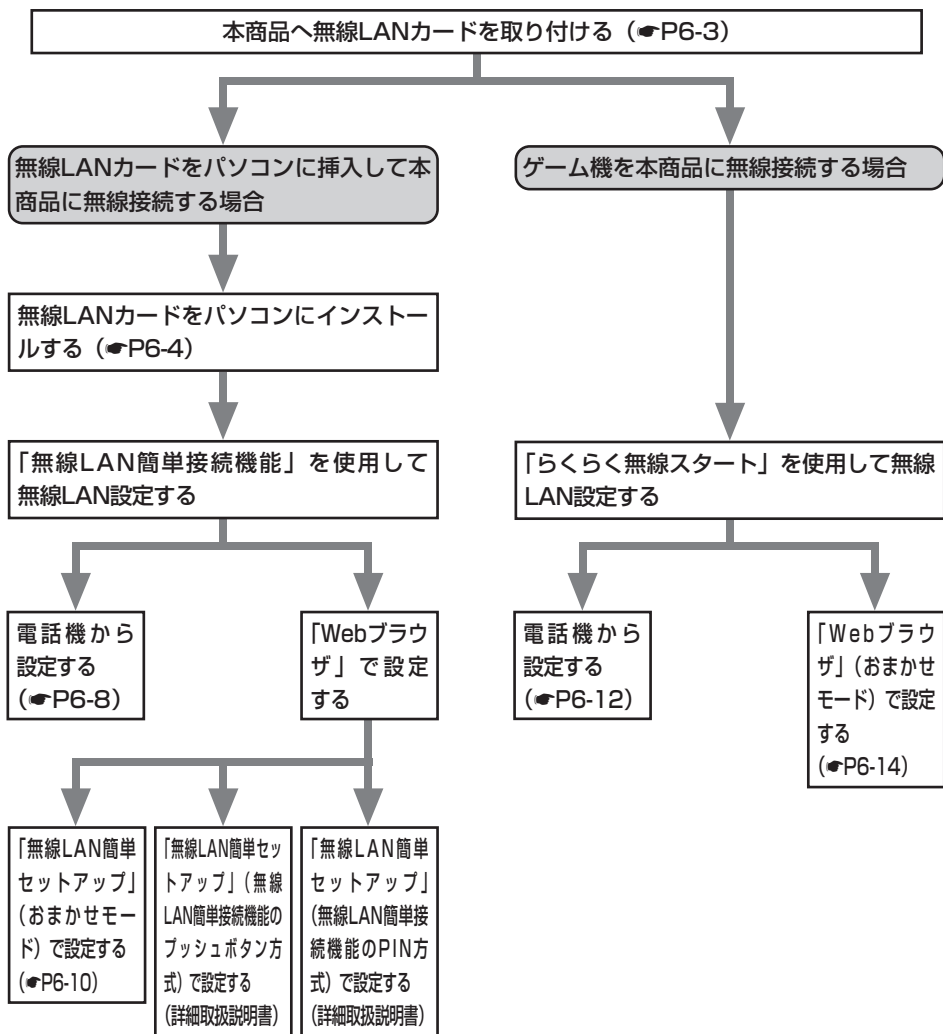 本商品へ無線LANカードを取り付ける（☛P6-3）
無線LANカードをパソコンに挿入して本
商品に無線接続する場合
ゲーム機を本商品に無線接続する場合
無線LANカードをパソコンにインストー
ルする（☛P6-4）
「無線LAN簡単接続機能」を使用して
無線LAN設定する
「らくらく無線スタート」を使用して無線
LAN設定する
電話機から
設定する
（☛P6-8）
「Webブラウ
ザ」で設定
する
電話機から
設定する
（☛P6-12）
「Webブラウ
ザ」（おまかせ
モード）で設定
する
（☛P6-14）
「無線LAN簡単
セットアップ」
（おまかせモー
ド）で設定する
（☛P6-10）
「無線LAN簡単セッ
トアップ」（無線
LAN簡単接続機能の
プッシュボタン方
式）で設定する
（詳細取扱説明書）
「無線LAN簡単
セットアップ」
（無線LAN簡単接
続機能のPIN方
式）で設定する
（詳細取扱説明書）